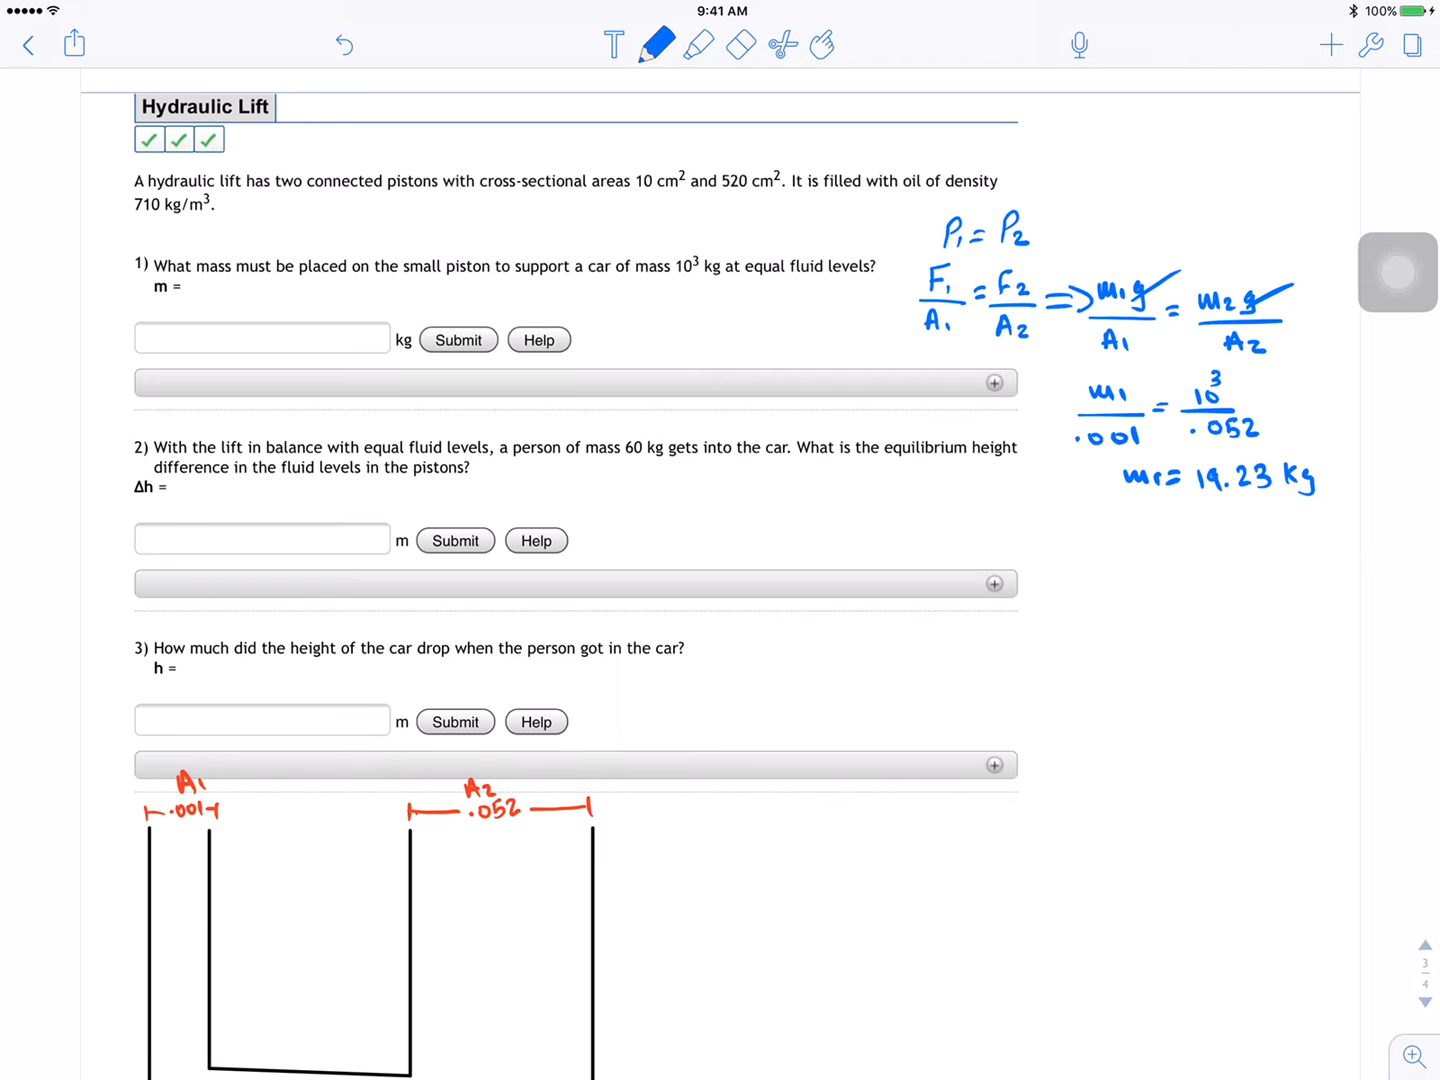 9:41 AM
100%
Hydraulic Lift
A hydraulic lift has two connected pistons with cross-sectional areas 10 cm² and 520 cm². It is filled with oil of density
710 kg/m³.
P₁ = P₂
1) What mass must be placed on the small piston to support a car of mass 10³ kg at equal fluid levels?
m =
F₁/A₁ = F₂/A₂ => m₁g/A₁ = m₂g/A₂
kg Submit Help
m₁/.001 = 10³/.052
2) With the lift in balance with equal fluid levels, a person of mass 60 kg gets into the car. What is the equilibrium height
difference in the fluid levels in the pistons?
m₁ = 19.23 kg
Δh =
m Submit Help
3) How much did the height of the car drop when the person got in the car?
h =
m Submit Help
A₁ A₂
.001 .052
3
4